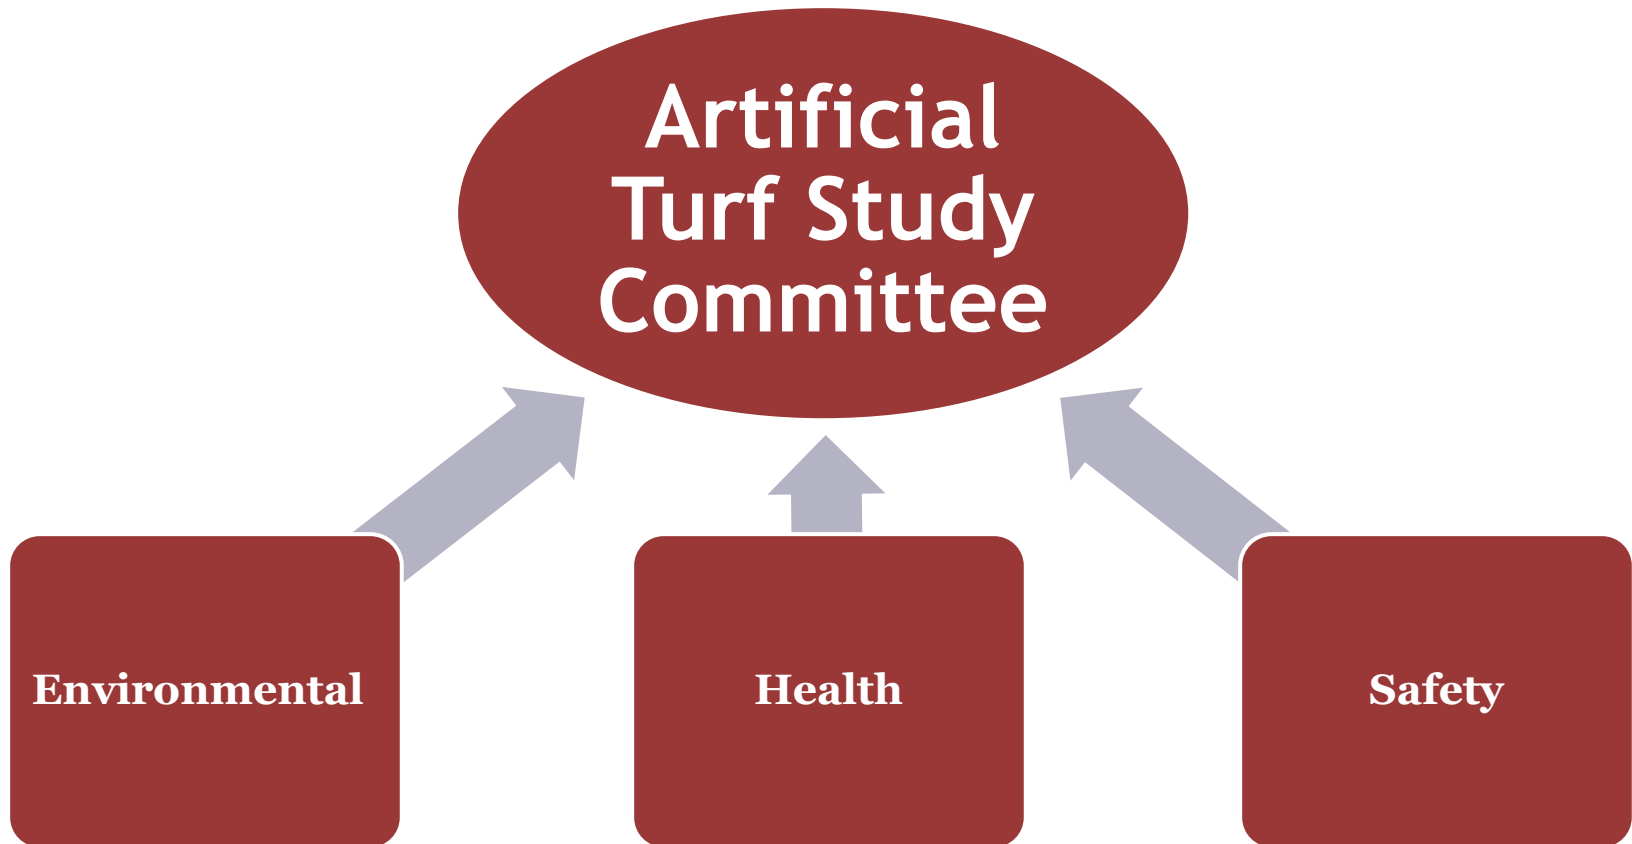 Artificial
Turf Study
Committee
Environmental
Health
Safety